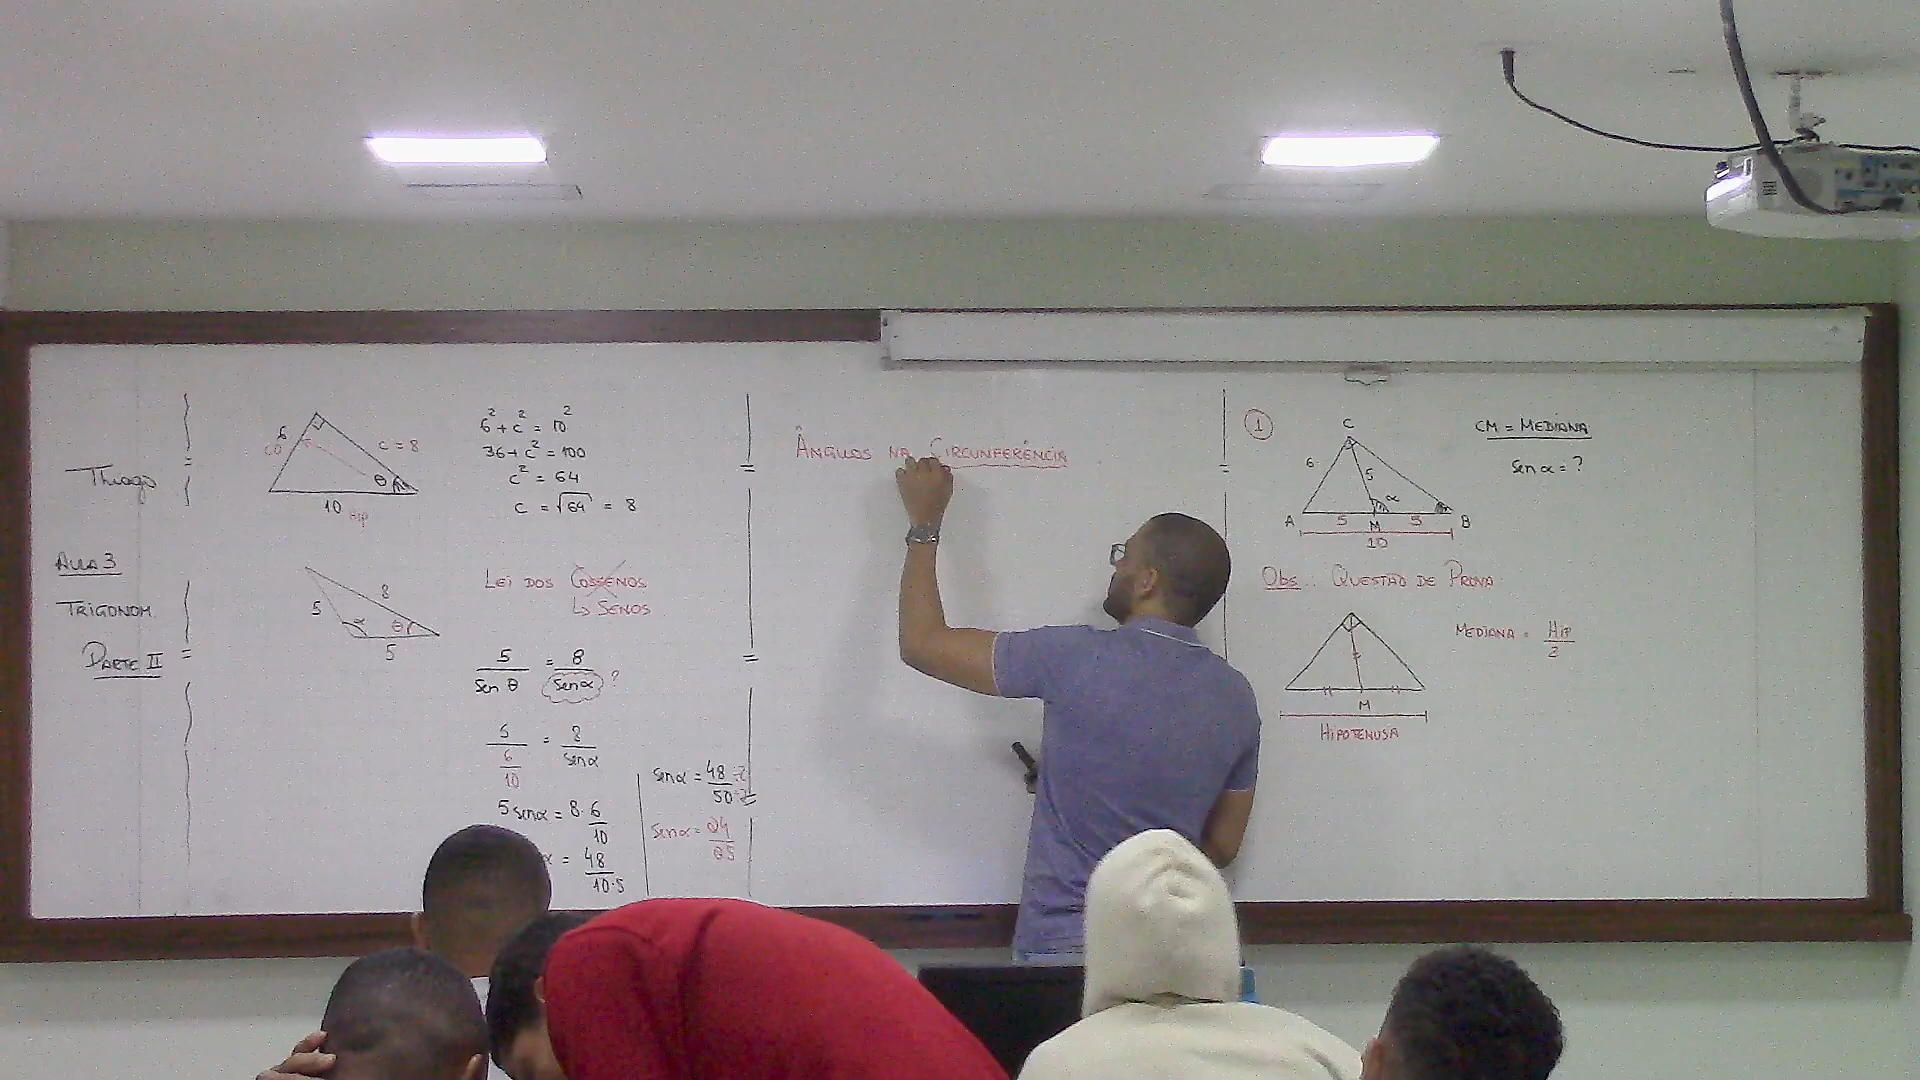 Thiago
Aula 3
Trigonom.
Parte II
6
co
c = 8
θ
10 Hip
6² + c² = 10²
36 + c² = 100
c² = 64
c = √64 = 8
5
8
α
θ
5
Lei dos Cossenos
↳ Senos
5/Sen θ = 8/Sen α ?
5/(6/10) = 8/Sen α
5 sen α = 8 · 6/10
α = 48/10·5
Sen α = 48÷2/50÷2
Sen α = 24/25
Ângulos na Circunferência
1
C
6
5
α
A
5
M
5
B
10
CM = Mediana
Sen α = ?
Obs.: Questão de Prova
M
Hipotenusa
Mediana = Hip/2